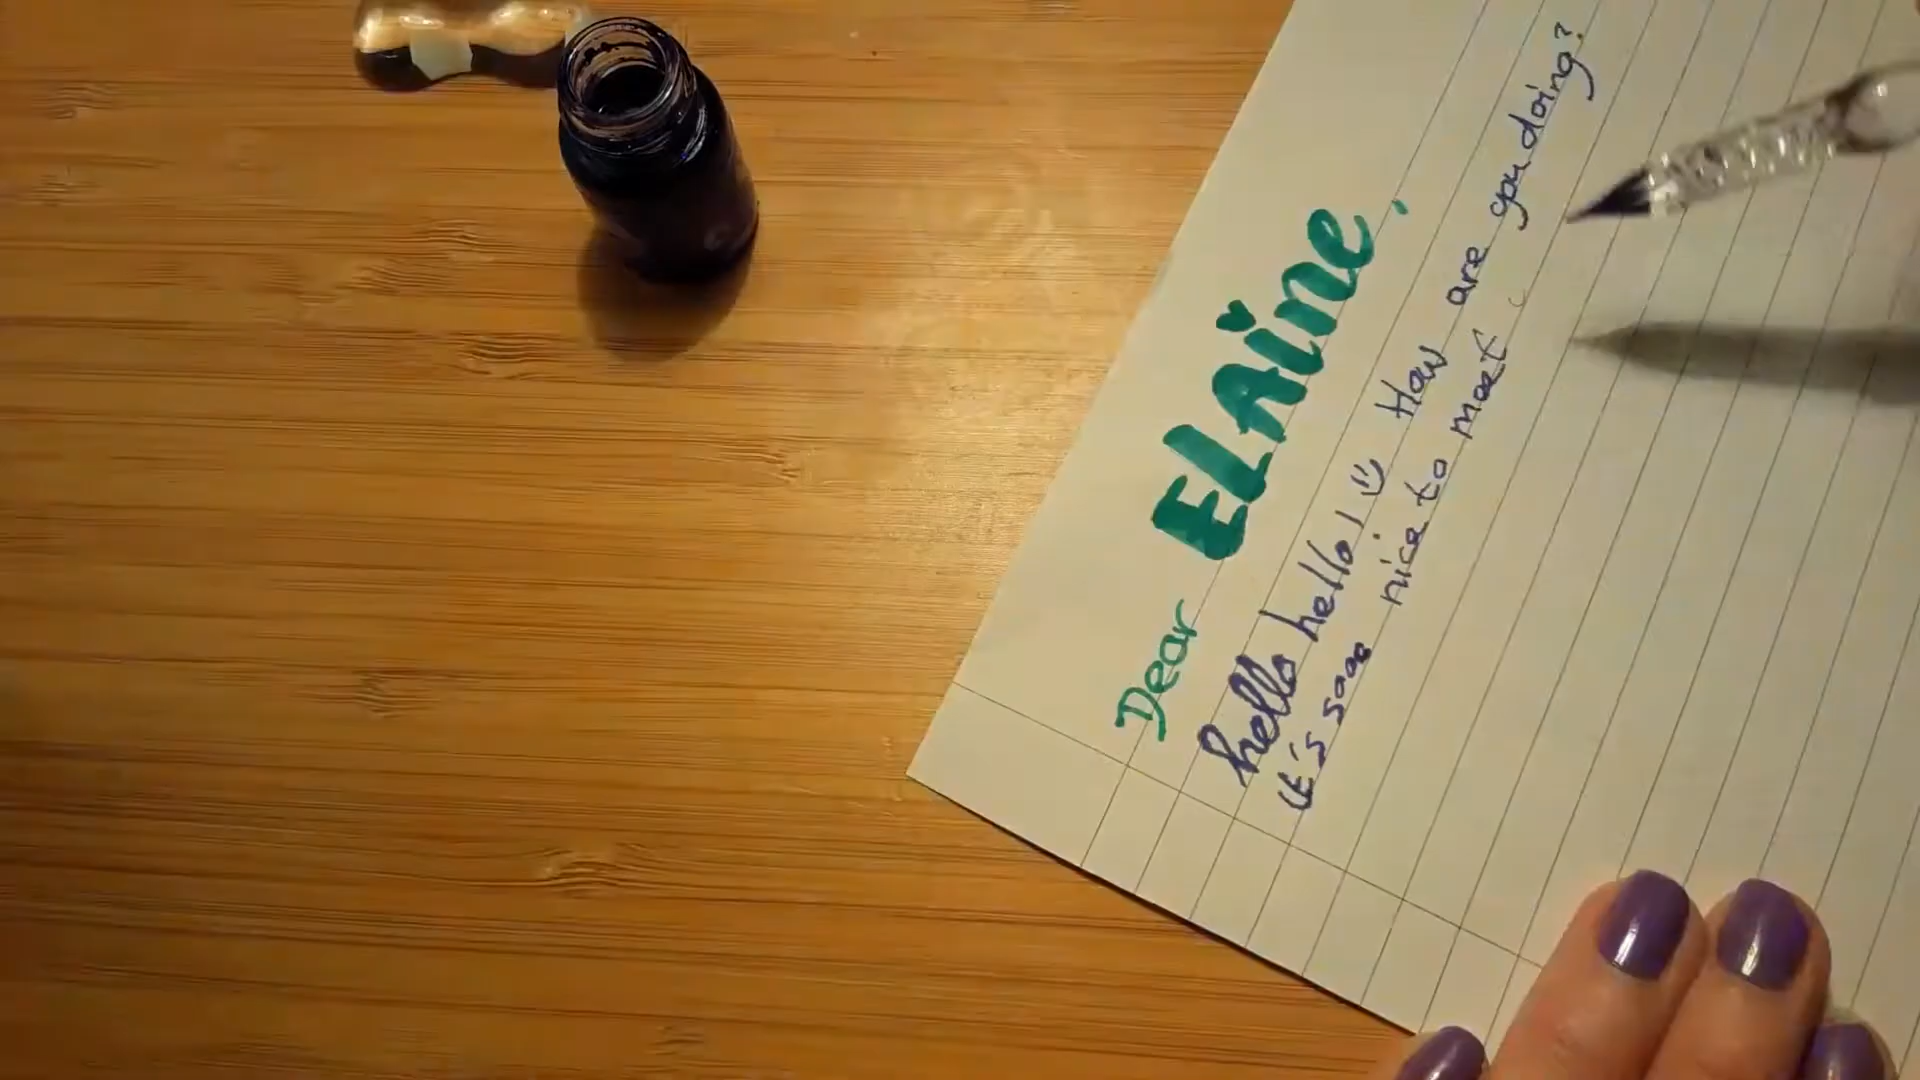 Dear ELAine,
hello hello! :) How are you doing?
it's sooo nice to meet